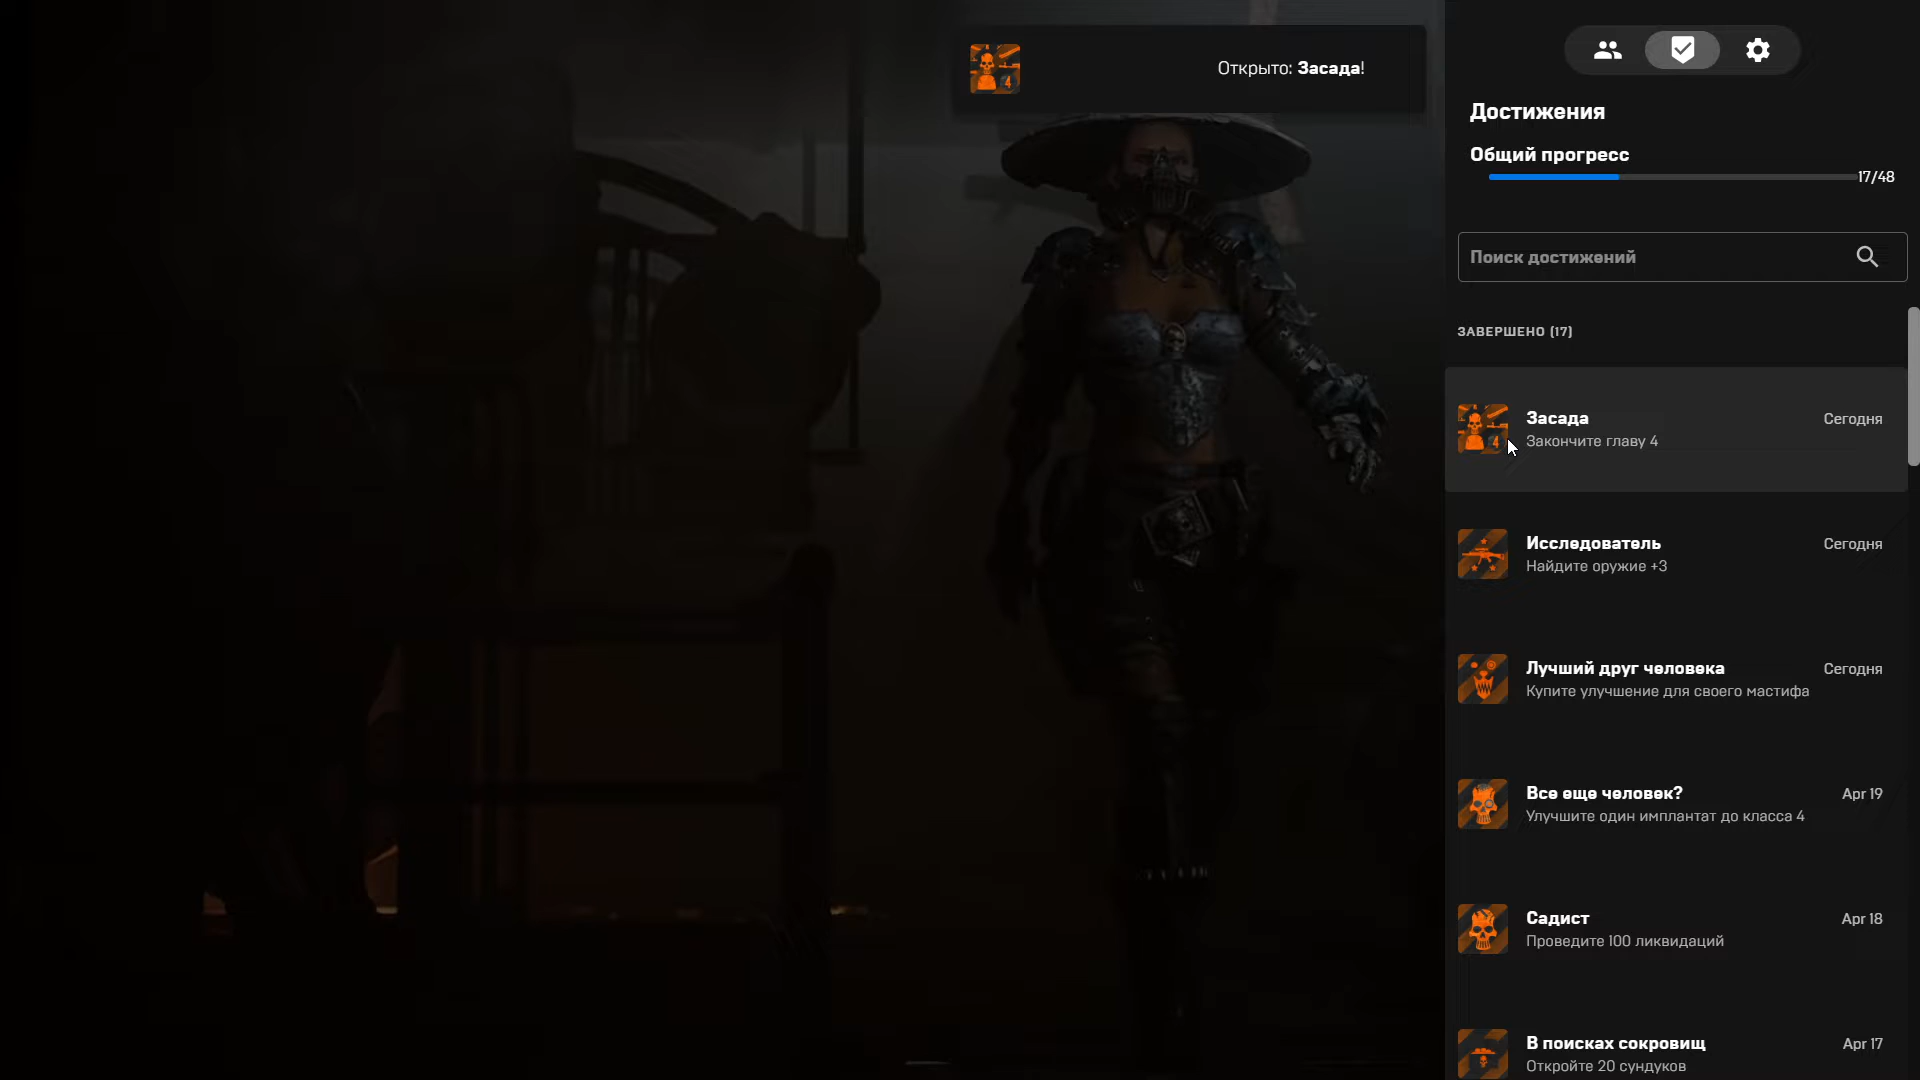 Открыто: Засада!
Достижения
Общий прогресс
17/48
Поиск достижений
ЗАВЕРШЕНО (17)
Засада
Сегодня
Закончите главу 4
Исследователь
Сегодня
Найдите оружие +3
Лучший друг человека
Сегодня
Купите улучшение для своего мастифа
Все еще человек?
Apr 19
Улучшите один имплантат до класса 4
Садист
Apr 18
Проведите 100 ликвидаций
В поисках сокровищ
Apr 17
Откройте 20 сундуков